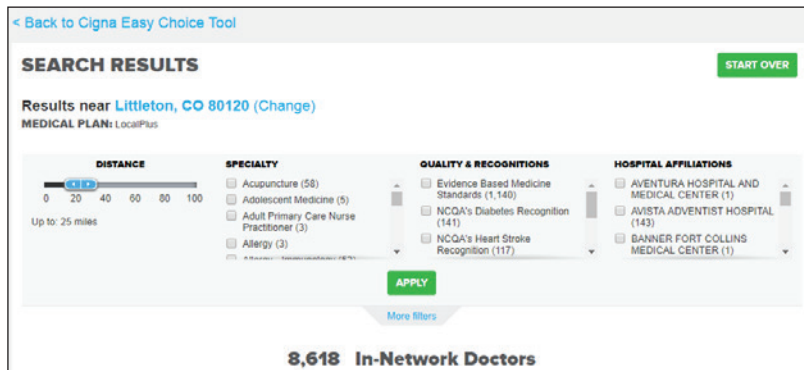 < Back to Cigna Easy Choice Tool
SEARCH RESULTS
START OVER
Results near Littleton, CO 80120 (Change)
MEDICAL PLAN: LocalPlus
DISTANCE
0 20 40 60 80 100
Up to: 25 miles
SPECIALTY
Acupuncture (58)
Adolescent Medicine (5)
Adult Primary Care Nurse
Practitioner (3)
Allergy (3)
QUALITY & RECOGNITIONS
Evidence Based Medicine
Standards (1,140)
NCQA's Diabetes Recognition
(141)
NCQA's Heart Stroke
Recognition (117)
HOSPITAL AFFILIATIONS
AVENTURA HOSPITAL AND
MEDICAL CENTER (1)
AVISTA ADVENTIST HOSPITAL
(143)
BANNER FORT COLLINS
MEDICAL CENTER (1)
APPLY
More filters
8,618 In-Network Doctors